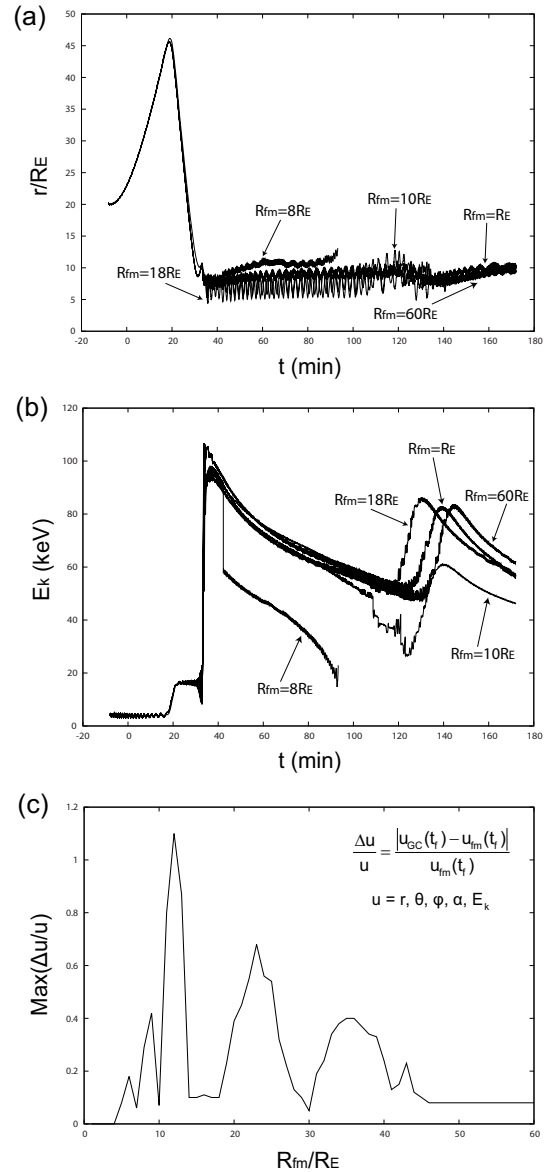 (a)
50
45
40
35
30
25
20
15
10
5
0
r/RE
Rfm=8RE
Rfm=10RE
Rfm=RE
Rfm=18RE
Rfm=60RE
-20 0 20 40 60 80 100 120 140 160 180
t (min)
(b)
120
100
80
60
40
20
0
Ek (keV)
Rfm=RE
Rfm=18RE
Rfm=60RE
Rfm=10RE
Rfm=8RE
-20 0 20 40 60 80 100 120 140 160 180
t (min)
(c)
1.2
1
0.8
0.6
0.4
0.2
0
Max(Δu/u)
Δu/u = |uGC(tf) − ufm(tf)| / ufm(tf)
u = r, θ, φ, α, Ek
0 10 20 30 40 50 60
Rfm/RE